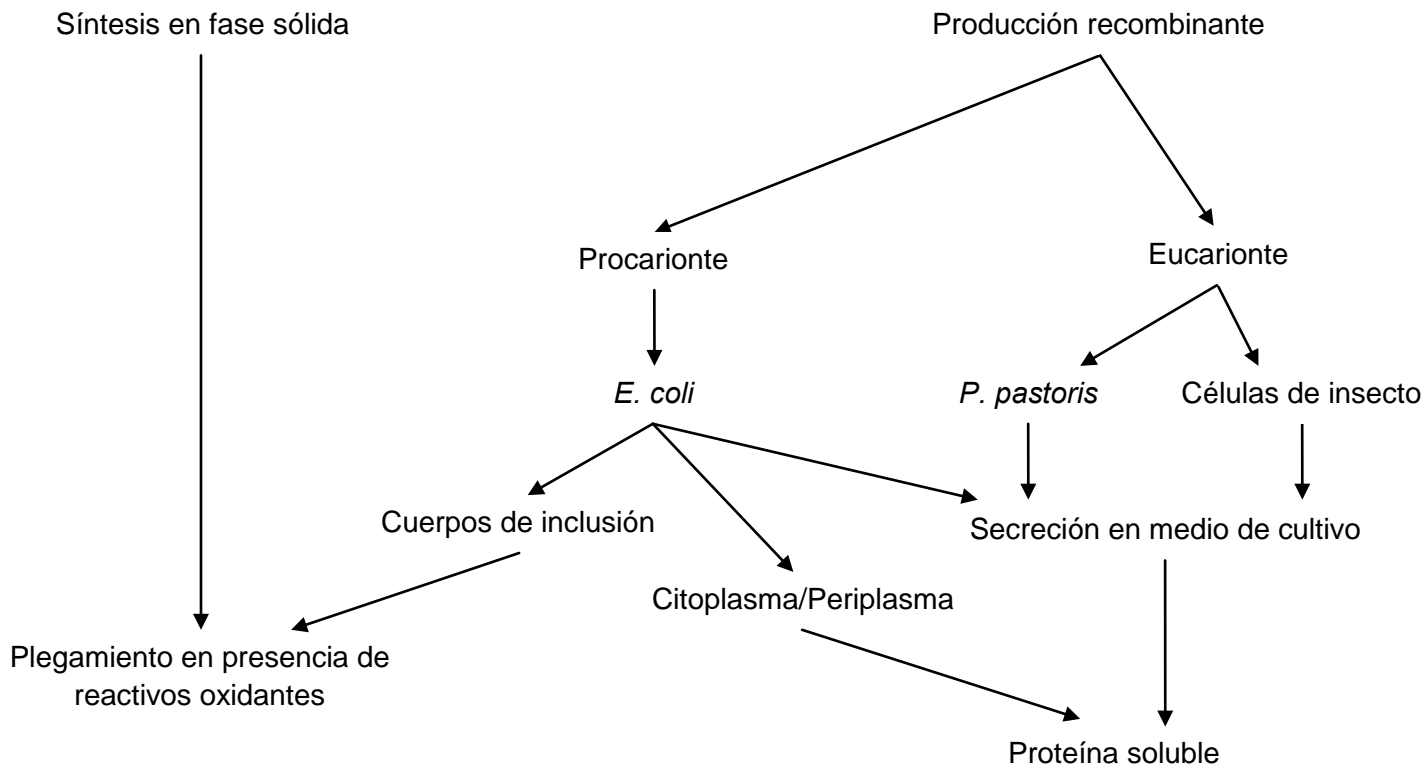 Síntesis en fase sólida
Producción recombinante
Procarionte
Eucarionte
E. coli
P. pastoris
Células de insecto
Cuerpos de inclusión
Secreción en medio de cultivo
Citoplasma/Periplasma
Plegamiento en presencia de
reactivos oxidantes
Proteína soluble